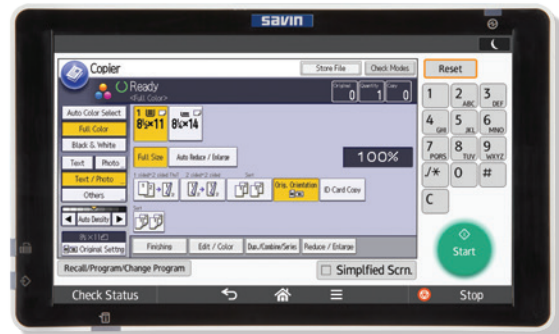 savin
Copier
Store File
Check Modes
Reset
Ready
<Full Color>
Original
Quantity
Copy
0
1
0
Auto Color Select
Full Color
Black & White
Text
Photo
Text / Photo
Others
1
8½×11
8½×14
Full Size
Auto Reduce / Enlarge
100%
Orig. Orientation
ID Card Copy
Auto Density
Original Setting
Finishing
Edit / Color
Dup./Combine/Series
Reduce / Enlarge
Recall/Program/Change Program
Simplfied Scrn.
1
2 ABC
3 DEF
4 GHI
5 JKL
6 MNO
7 PQRS
8 TUV
9 WXYZ
./*
0
#
C
Start
Check Status
Stop